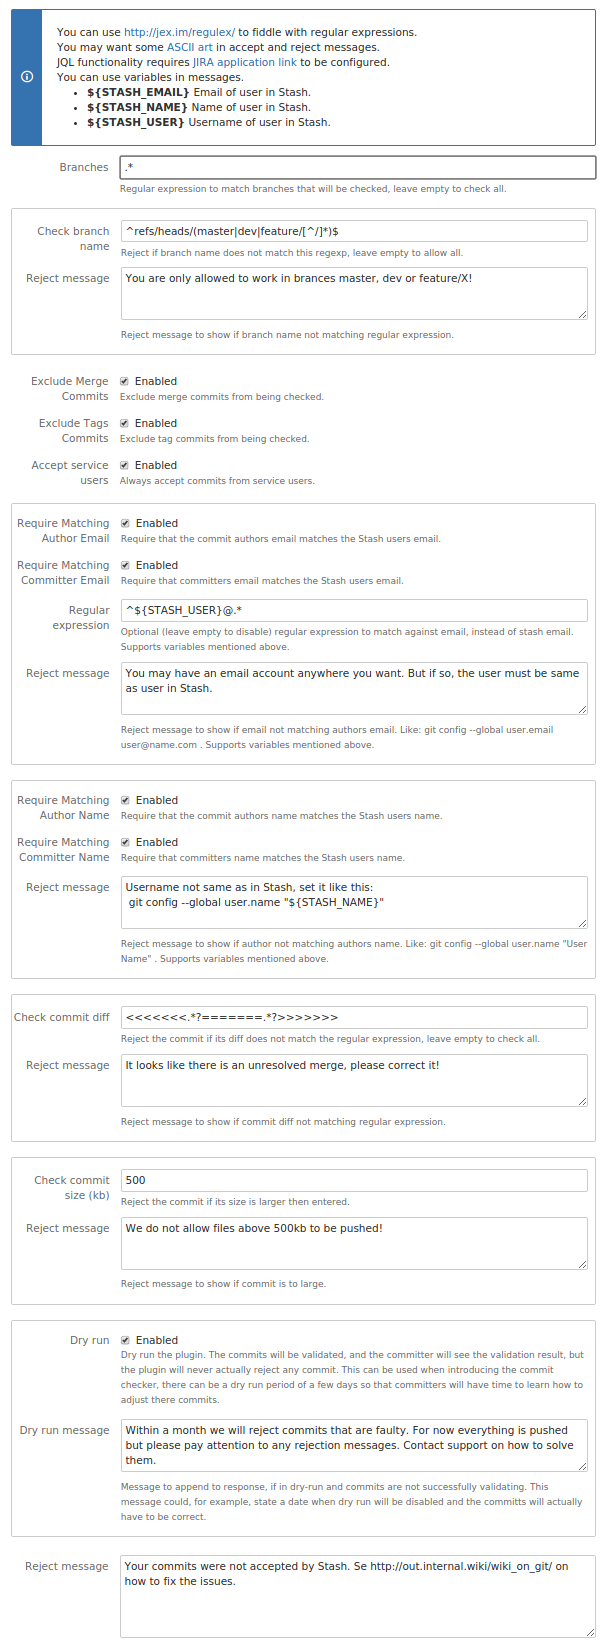 You can use http://jex.im/regulex/ to fiddle with regular expressions.
You may want some ASCII art in accept and reject messages.
JQL functionality requires JIRA application link to be configured.
You can use variables in messages.
• ${STASH_EMAIL} Email of user in Stash.
• ${STASH_NAME} Name of user in Stash.
• ${STASH_USER} Username of user in Stash.
Branches
.*
Regular expression to match branches that will be checked, leave empty to check all.
Check branch
name
^refs/heads/(master|dev|feature/[^/]*)$
Reject if branch name does not match this regexp, leave empty to allow all.
Reject message
You are only allowed to work in brances master, dev or feature/X!
Reject message to show if branch name not matching regular expression.
Exclude Merge
Commits
Enabled
Exclude merge commits from being checked.
Exclude Tags
Commits
Enabled
Exclude tag commits from being checked.
Accept service
users
Enabled
Always accept commits from service users.
Require Matching
Author Email
Enabled
Require that the commit authors email matches the Stash users email.
Require Matching
Committer Email
Enabled
Require that committers email matches the Stash users email.
Regular
expression
^${STASH_USER}@.*
Optional (leave empty to disable) regular expression to match against email, instead of stash email.
Supports variables mentioned above.
Reject message
You may have an email account anywhere you want. But if so, the user must be same
as user in Stash.
Reject message to show if email not matching authors email. Like: git config --global user.email
user@name.com . Supports variables mentioned above.
Require Matching
Author Name
Enabled
Require that the commit authors name matches the Stash users name.
Require Matching
Committer Name
Enabled
Require that committers name matches the Stash users name.
Reject message
Username not same as in Stash, set it like this:
git config --global user.name "${STASH_NAME}"
Reject message to show if author not matching authors name. Like: git config --global user.name "User
Name" . Supports variables mentioned above.
Check commit diff
<<<<<<<.*?=======.*?>>>>>>>
Reject the commit if its diff does not match the regular expression, leave empty to check all.
Reject message
It looks like there is an unresolved merge, please correct it!
Reject message to show if commit diff not matching regular expression.
Check commit
size (kb)
500
Reject the commit if its size is larger then entered.
Reject message
We do not allow files above 500kb to be pushed!
Reject message to show if commit is to large.
Dry run
Enabled
Dry run the plugin. The commits will be validated, and the committer will see the validation result, but
the plugin will never actually reject any commit. This can be used when introducing the commit
checker, there can be a dry run period of a few days so that committers will have time to learn how to
adjust there commits.
Dry run message
Within a month we will reject commits that are faulty. For now everything is pushed
but please pay attention to any rejection messages. Contact support on how to solve
them.
Message to append to response, if in dry-run and commits are not successfully validating. This
message could, for example, state a date when dry run will be disabled and the committs will actually
have to be correct.
Reject message
Your commits were not accepted by Stash. Se http://out.internal.wiki/wiki_on_git/ on
how to fix the issues.